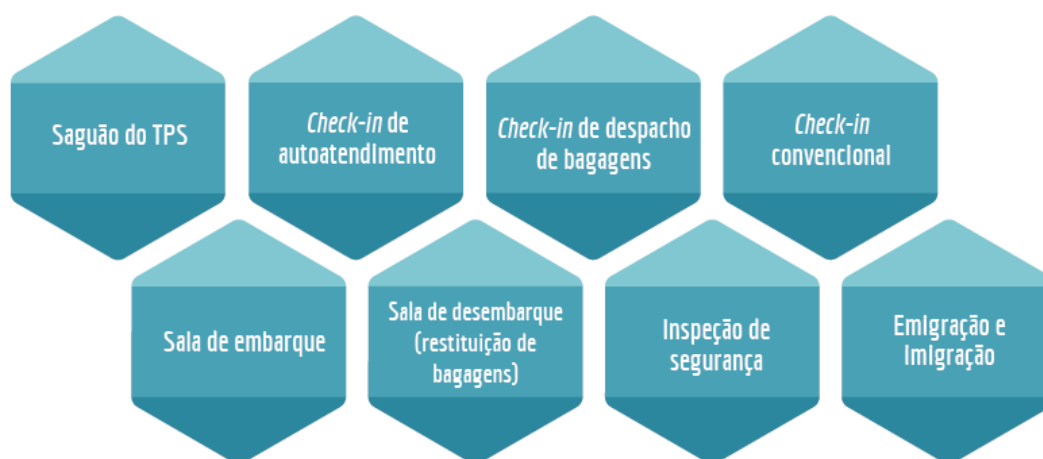 Saguão do TPS
Check-in de
autoatendimento
Check-in de despacho
de bagagens
Check-in
convencional
Sala de embarque
Sala de desembarque
(restituição de
bagagens)
Inspeção de
segurança
Emigração e
Imigração